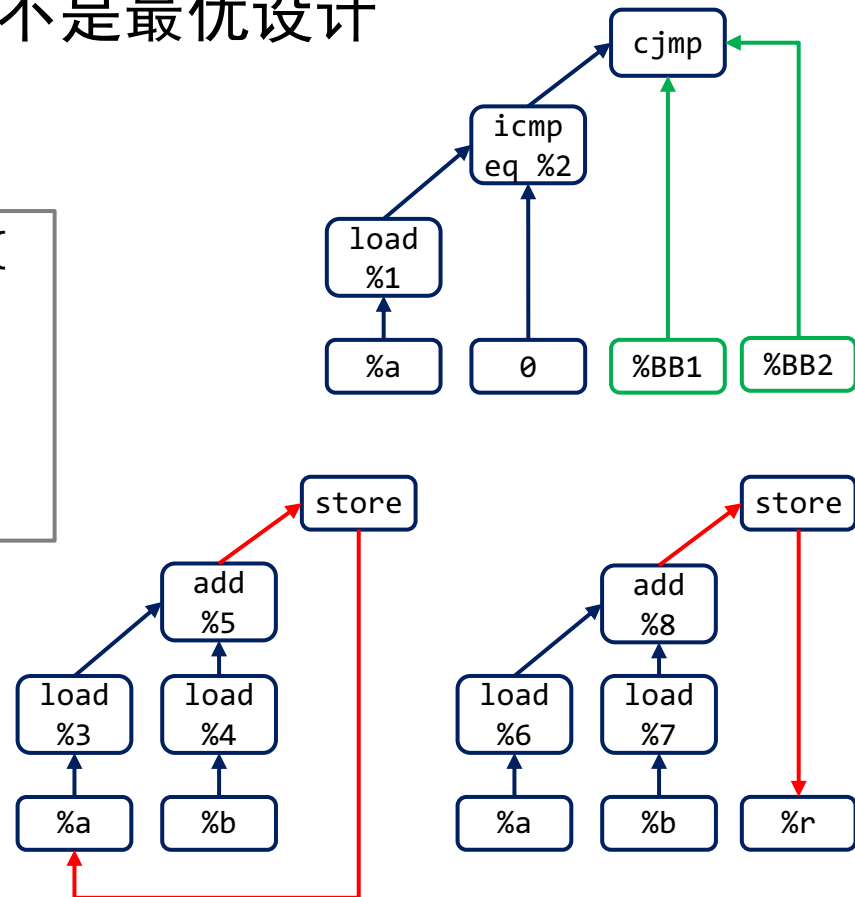 不是最优设计
{
cjmp
icmp
eq %2
load
%1
%a
0
%BB1
%BB2
store
store
add
%5
add
%8
load
%3
load
%4
load
%6
load
%7
%a
%b
%a
%b
%r